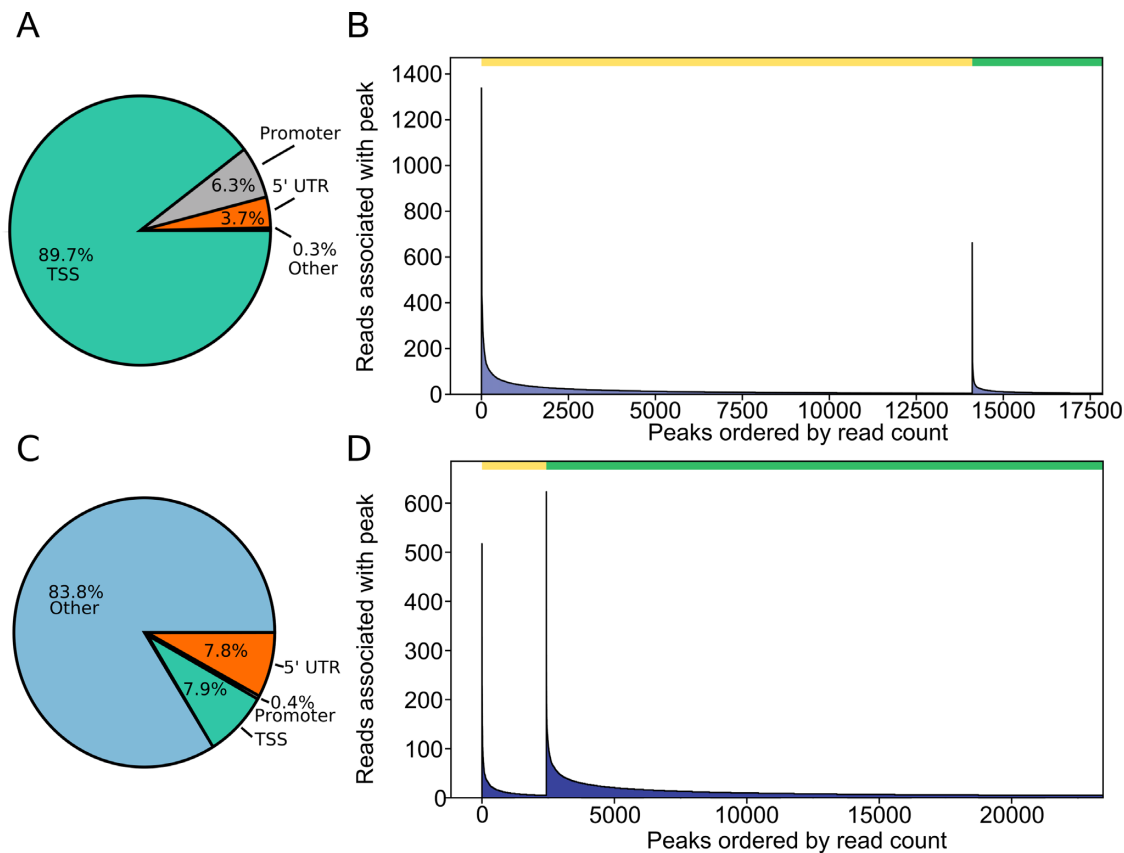 A
Promoter
6.3%
5' UTR
3.7%
0.3%
Other
89.7%
TSS
B
Reads associated with peak
1400
1200
1000
800
600
400
200
0
0 2500 5000 7500 10000 12500 15000 17500
Peaks ordered by read count
C
83.8%
Other
7.8%
5' UTR
7.9%
0.4%
Promoter
TSS
D
Reads associated with peak
600
500
400
300
200
100
0
0 5000 10000 15000 20000
Peaks ordered by read count